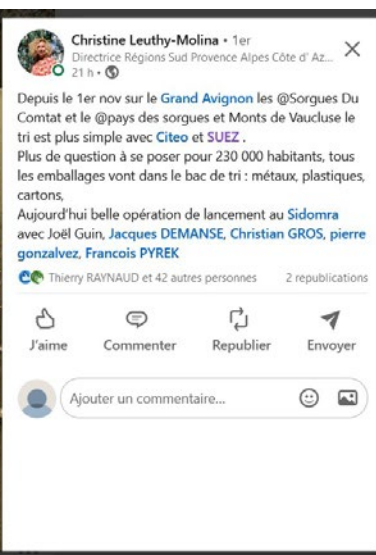 Christine Leuthy-Molina • 1er
Directrice Régions Sud Provence Alpes Côte d' Az...
21 h •
Depuis le 1er nov sur le Grand Avignon les @Sorgues Du
Comtat et le @pays des sorgues et Monts de Vaucluse le
tri est plus simple avec Citeo et SUEZ .
Plus de question à se poser pour 230 000 habitants, tous
les emballages vont dans le bac de tri : métaux, plastiques,
cartons,
Aujourd'hui belle opération de lancement au Sidomra
avec Joël Guin, Jacques DEMANSE, Christian GROS, pierre
gonzalvez, Francois PYREK
Thierry RAYNAUD et 42 autres personnes 2 republications
J'aime Commenter Republier Envoyer
Ajouter un commentaire...